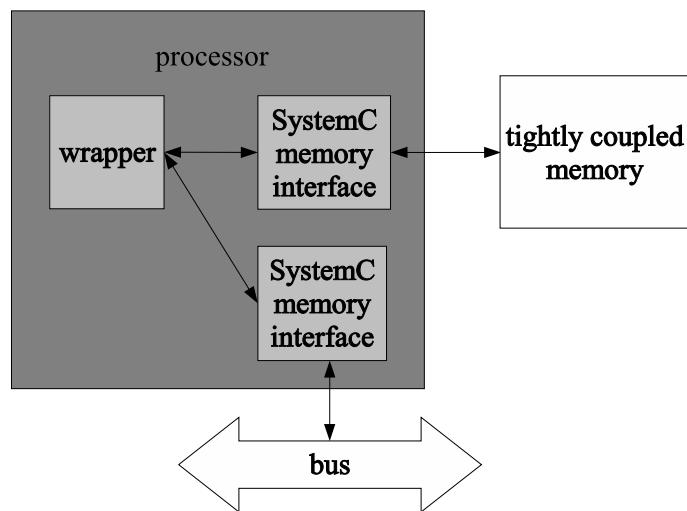 processor
wrapper
SystemC
memory
interface
tightly coupled
memory
SystemC
memory
interface
bus